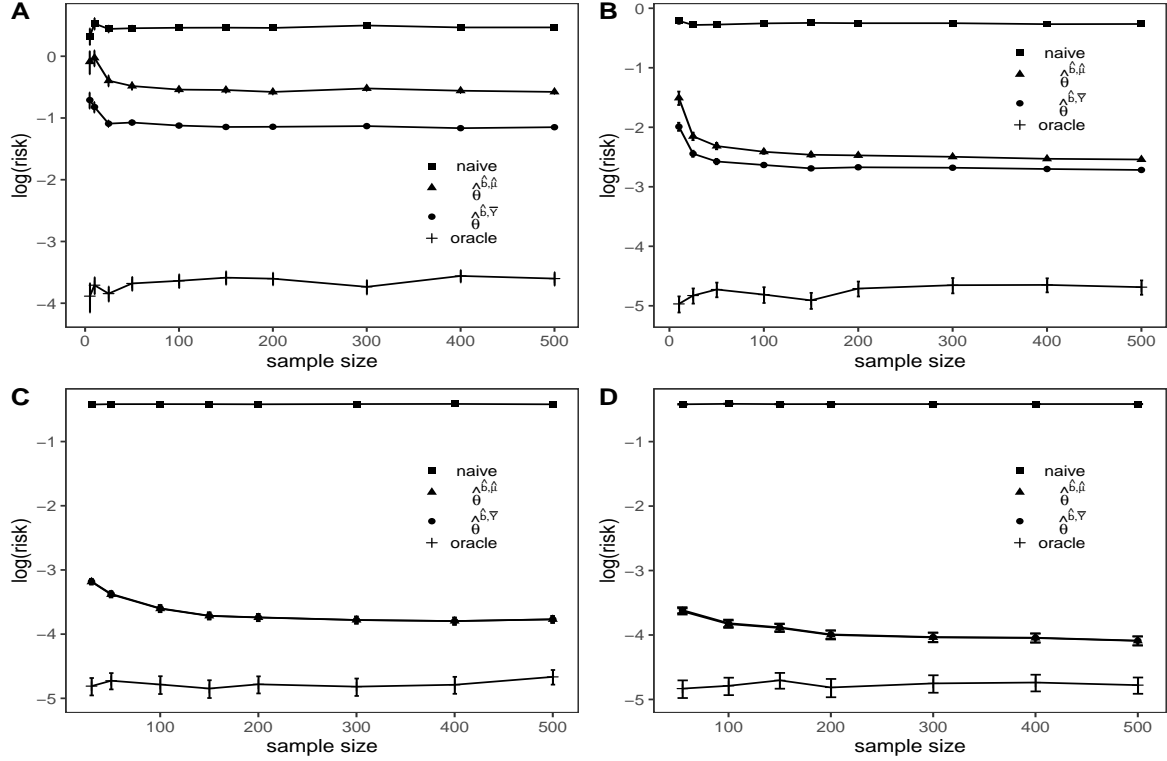 A
log(risk)
0
−1
−2
−3
−4
naive
θ̂^{b̂,μ̂}
θ̂^{b̂,Y̅}
oracle
0 100 200 300 400 500
sample size
B
log(risk)
0
−1
−2
−3
−4
−5
naive
θ̂^{b̂,μ̂}
θ̂^{b̂,Y̅}
oracle
0 100 200 300 400 500
sample size
C
log(risk)
−1
−2
−3
−4
−5
naive
θ̂^{b̂,μ̂}
θ̂^{b̂,Y̅}
oracle
100 200 300 400 500
sample size
D
log(risk)
−1
−2
−3
−4
−5
naive
θ̂^{b̂,μ̂}
θ̂^{b̂,Y̅}
oracle
100 200 300 400 500
sample size